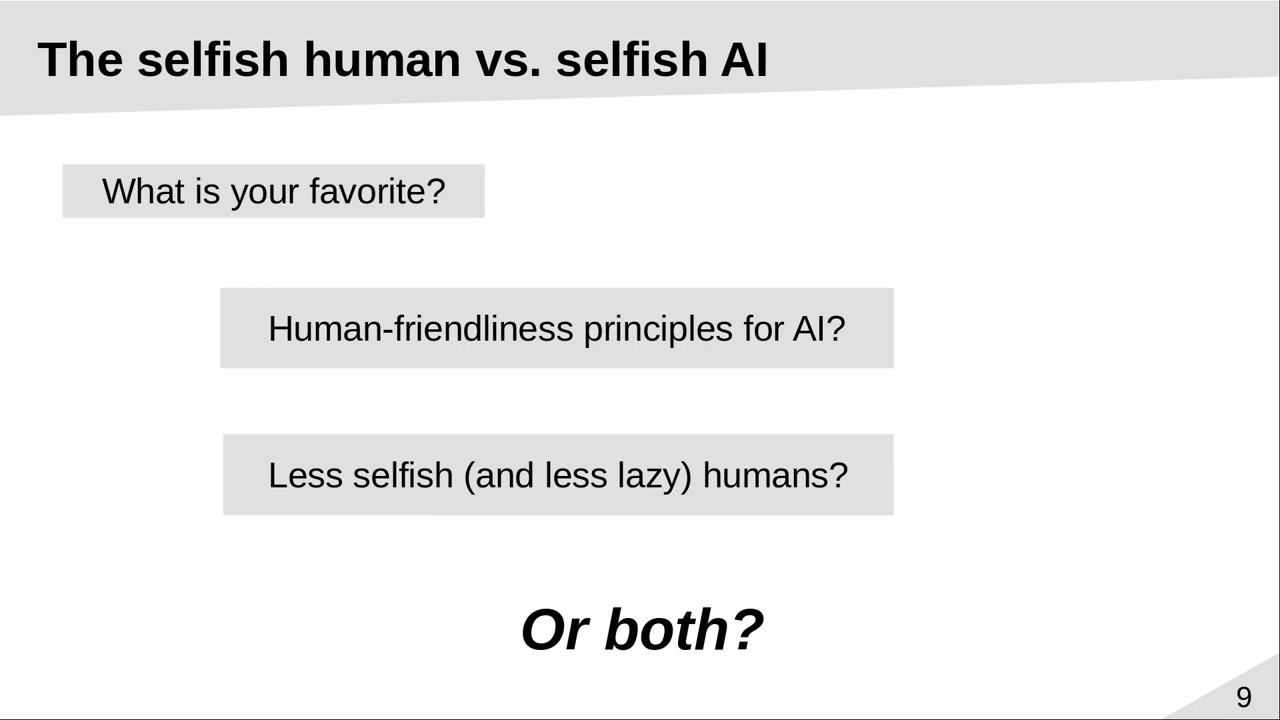 The selfish human vs. selfish AI
What is your favorite?
Human-friendliness principles for AI?
Less selfish (and less lazy) humans?
Or both?
9